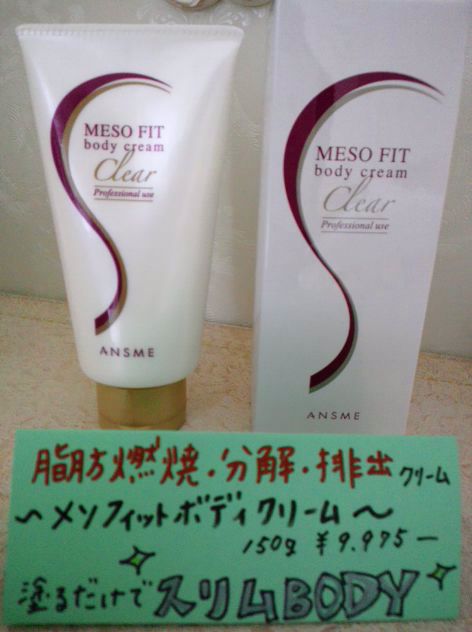 MESO FIT
body cream
Clear
Professional use
ANSME
MESO FIT
body cream
Clear
Professional use
ANSME
脂肪燃焼・分解・排出クリーム
～メソフィットボディクリーム～
150g ¥9.975―
塗るだけでスリムBODY